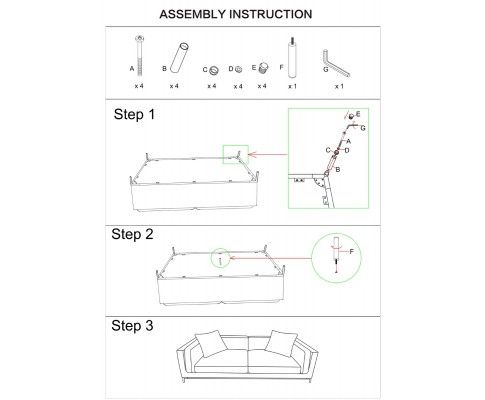 ASSEMBLY INSTRUCTION
A B C D E F G
x 4 x 4 x 4 x 4 x 4 x 1 x 1
Step 1
E
G
A
C D
B
Step 2
F
Step 3